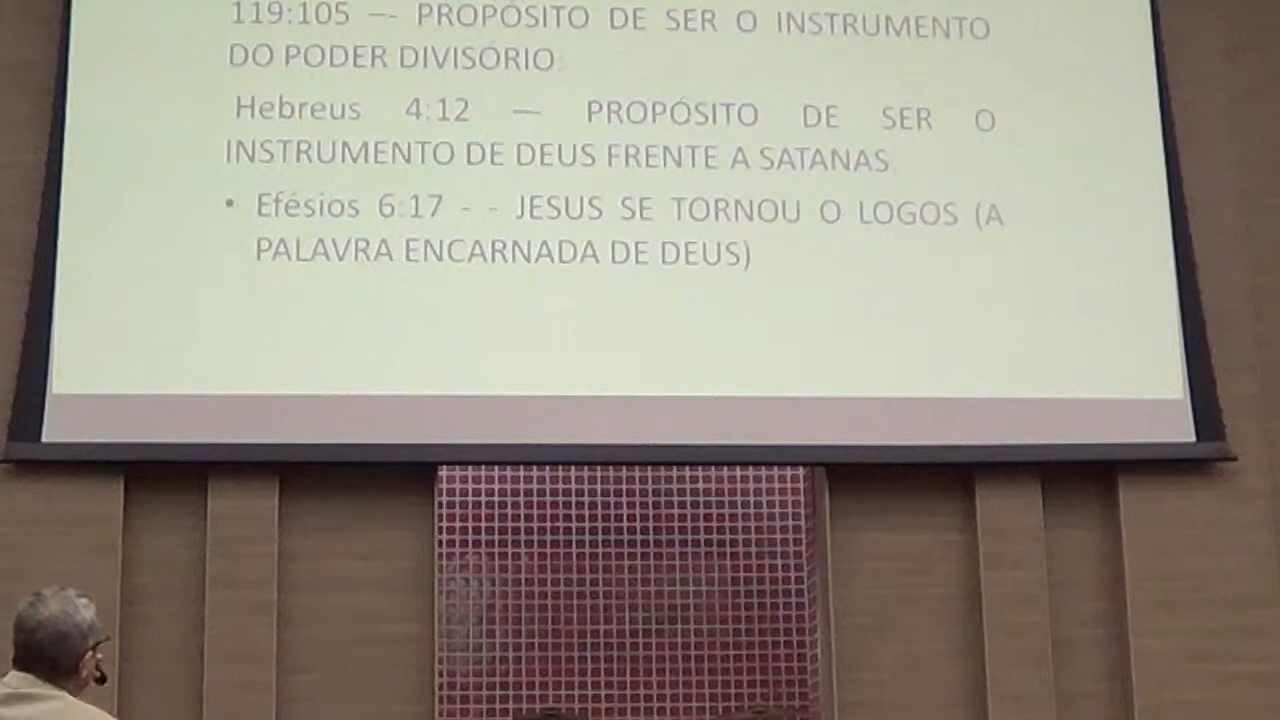 119:105 –- PROPÓSITO DE SER O INSTRUMENTO
DO PODER DIVISÓRIO.
Hebreus 4:12 — PROPÓSITO DE SER O
INSTRUMENTO DE DEUS FRENTE A SATANAS.
• Efésios 6:17 - - JESUS SE TORNOU O LOGOS (A
PALAVRA ENCARNADA DE DEUS)